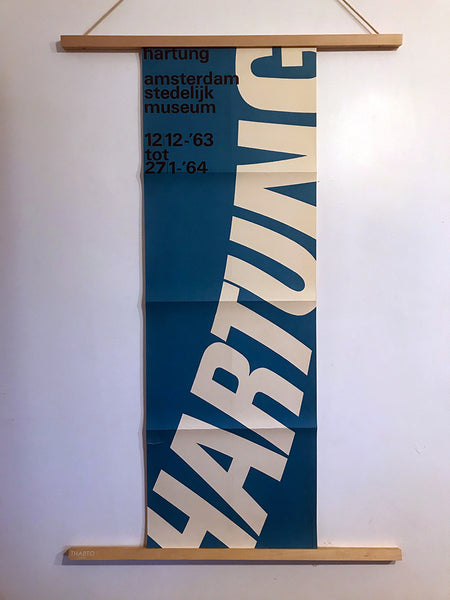 hartung
amsterdam
stedelijk
museum
12/12-'63
tot
27/1-'64
HARTUNG